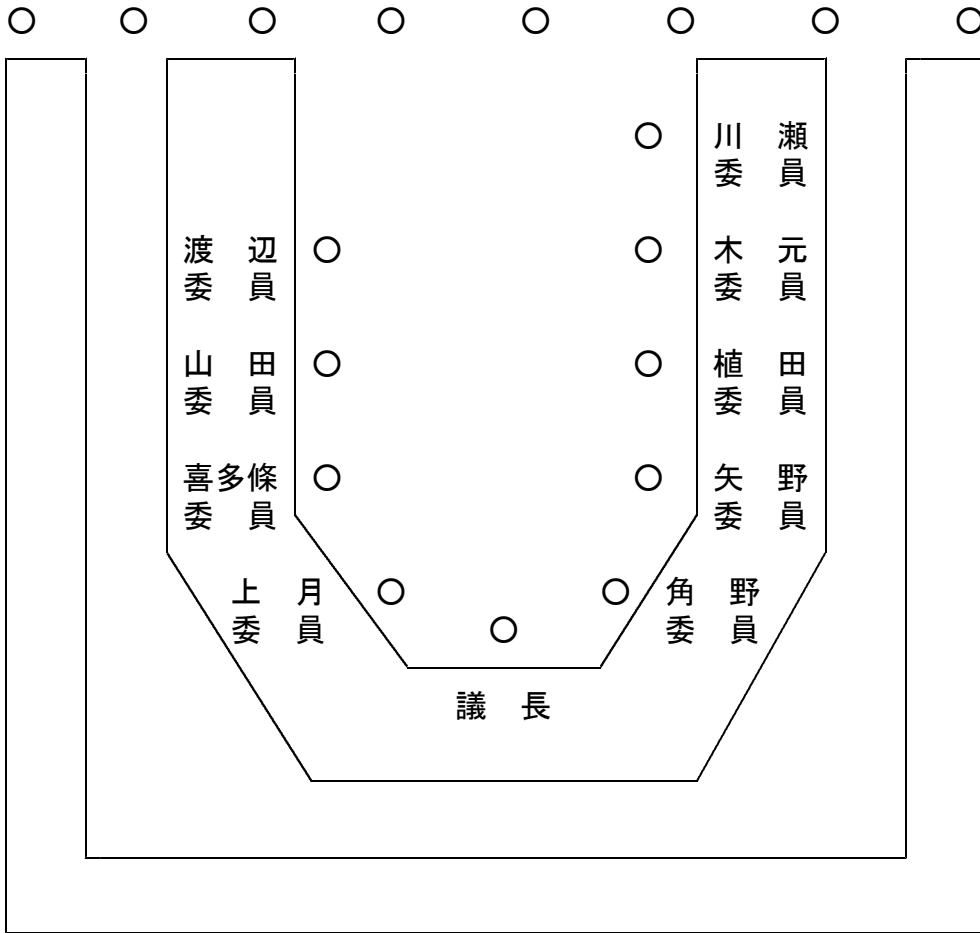 川 瀬
委 員
渡 辺
委 員
木 元
委 員
山 田
委 員
植 田
委 員
喜多條
委 員
矢 野
委 員
上 月
委 員
角 野
委 員
議 長